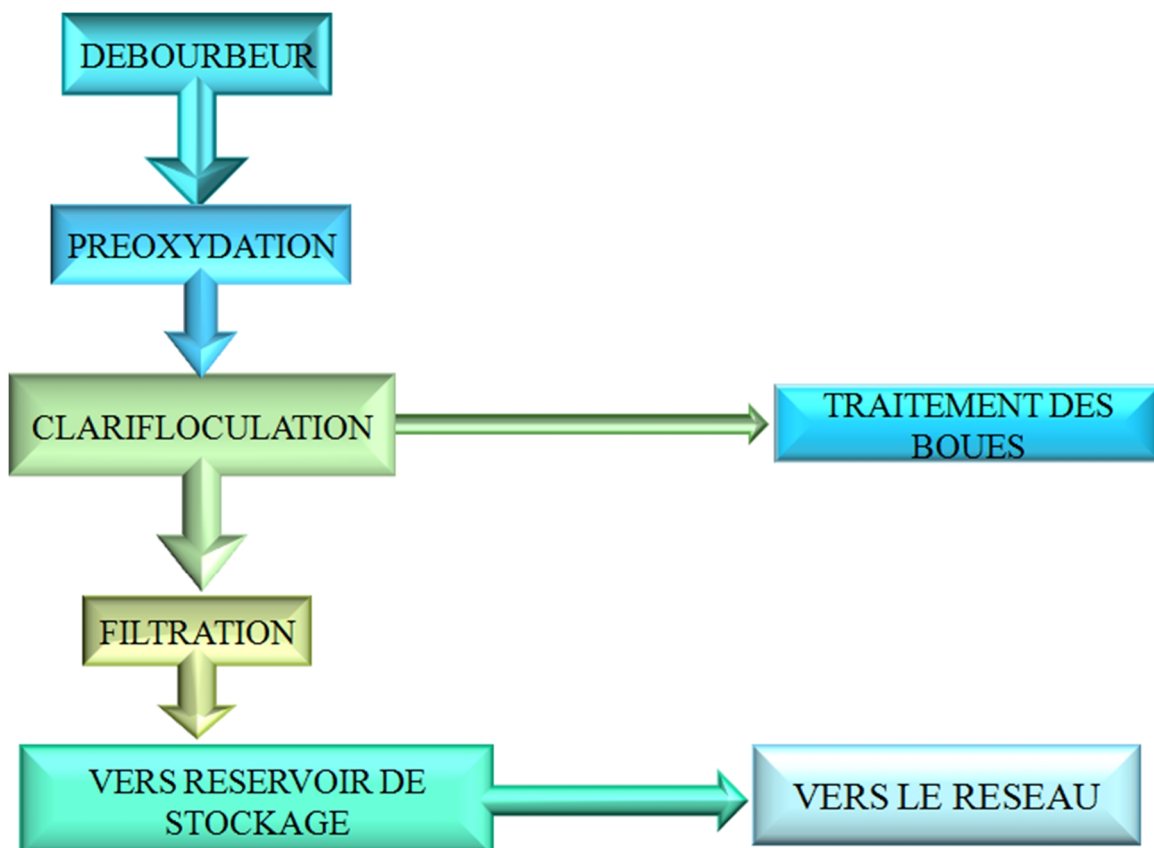 DEBOURBEUR
PREOXYDATION
CLARIFLOCULATION
TRAITEMENT DES
BOUES
FILTRATION
VERS RESERVOIR DE
STOCKAGE
VERS LE RESEAU